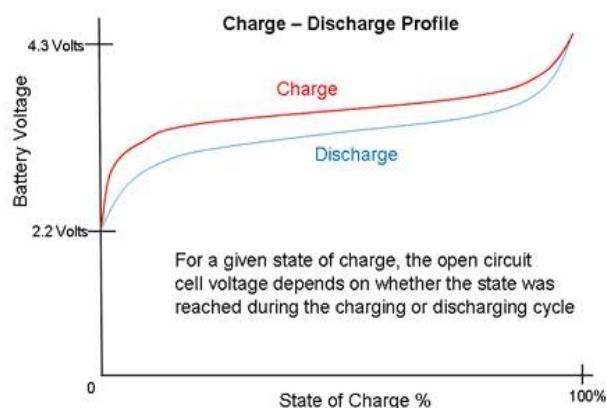 Charge – Discharge Profile
4.3 Volts
Charge
Battery Voltage
Discharge
2.2 Volts
For a given state of charge, the open circuit
cell voltage depends on whether the state was
reached during the charging or discharging cycle
0
State of Charge %
100%